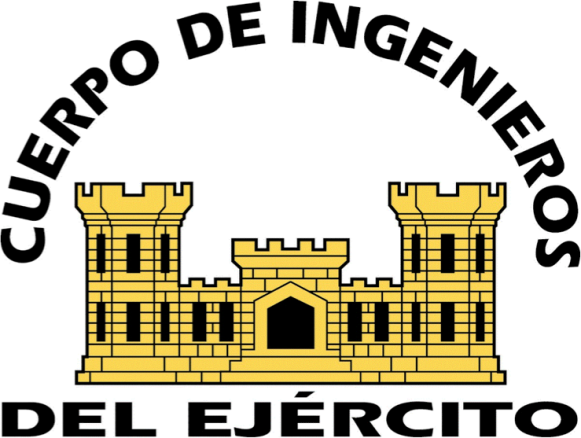 CUERPO DE INGENIEROS
DEL EJÉRCITO